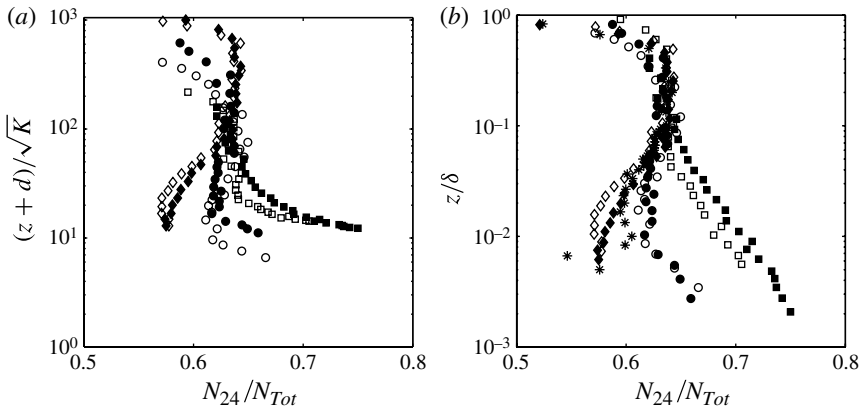 (a)
10³
10²
10¹
10⁰
(z + d)/√K
0.5 0.6 0.7 0.8
N₂₄/N_Tot
(b)
10⁰
10⁻¹
10⁻²
10⁻³
z/δ
0.5 0.6 0.7 0.8
N₂₄/N_Tot